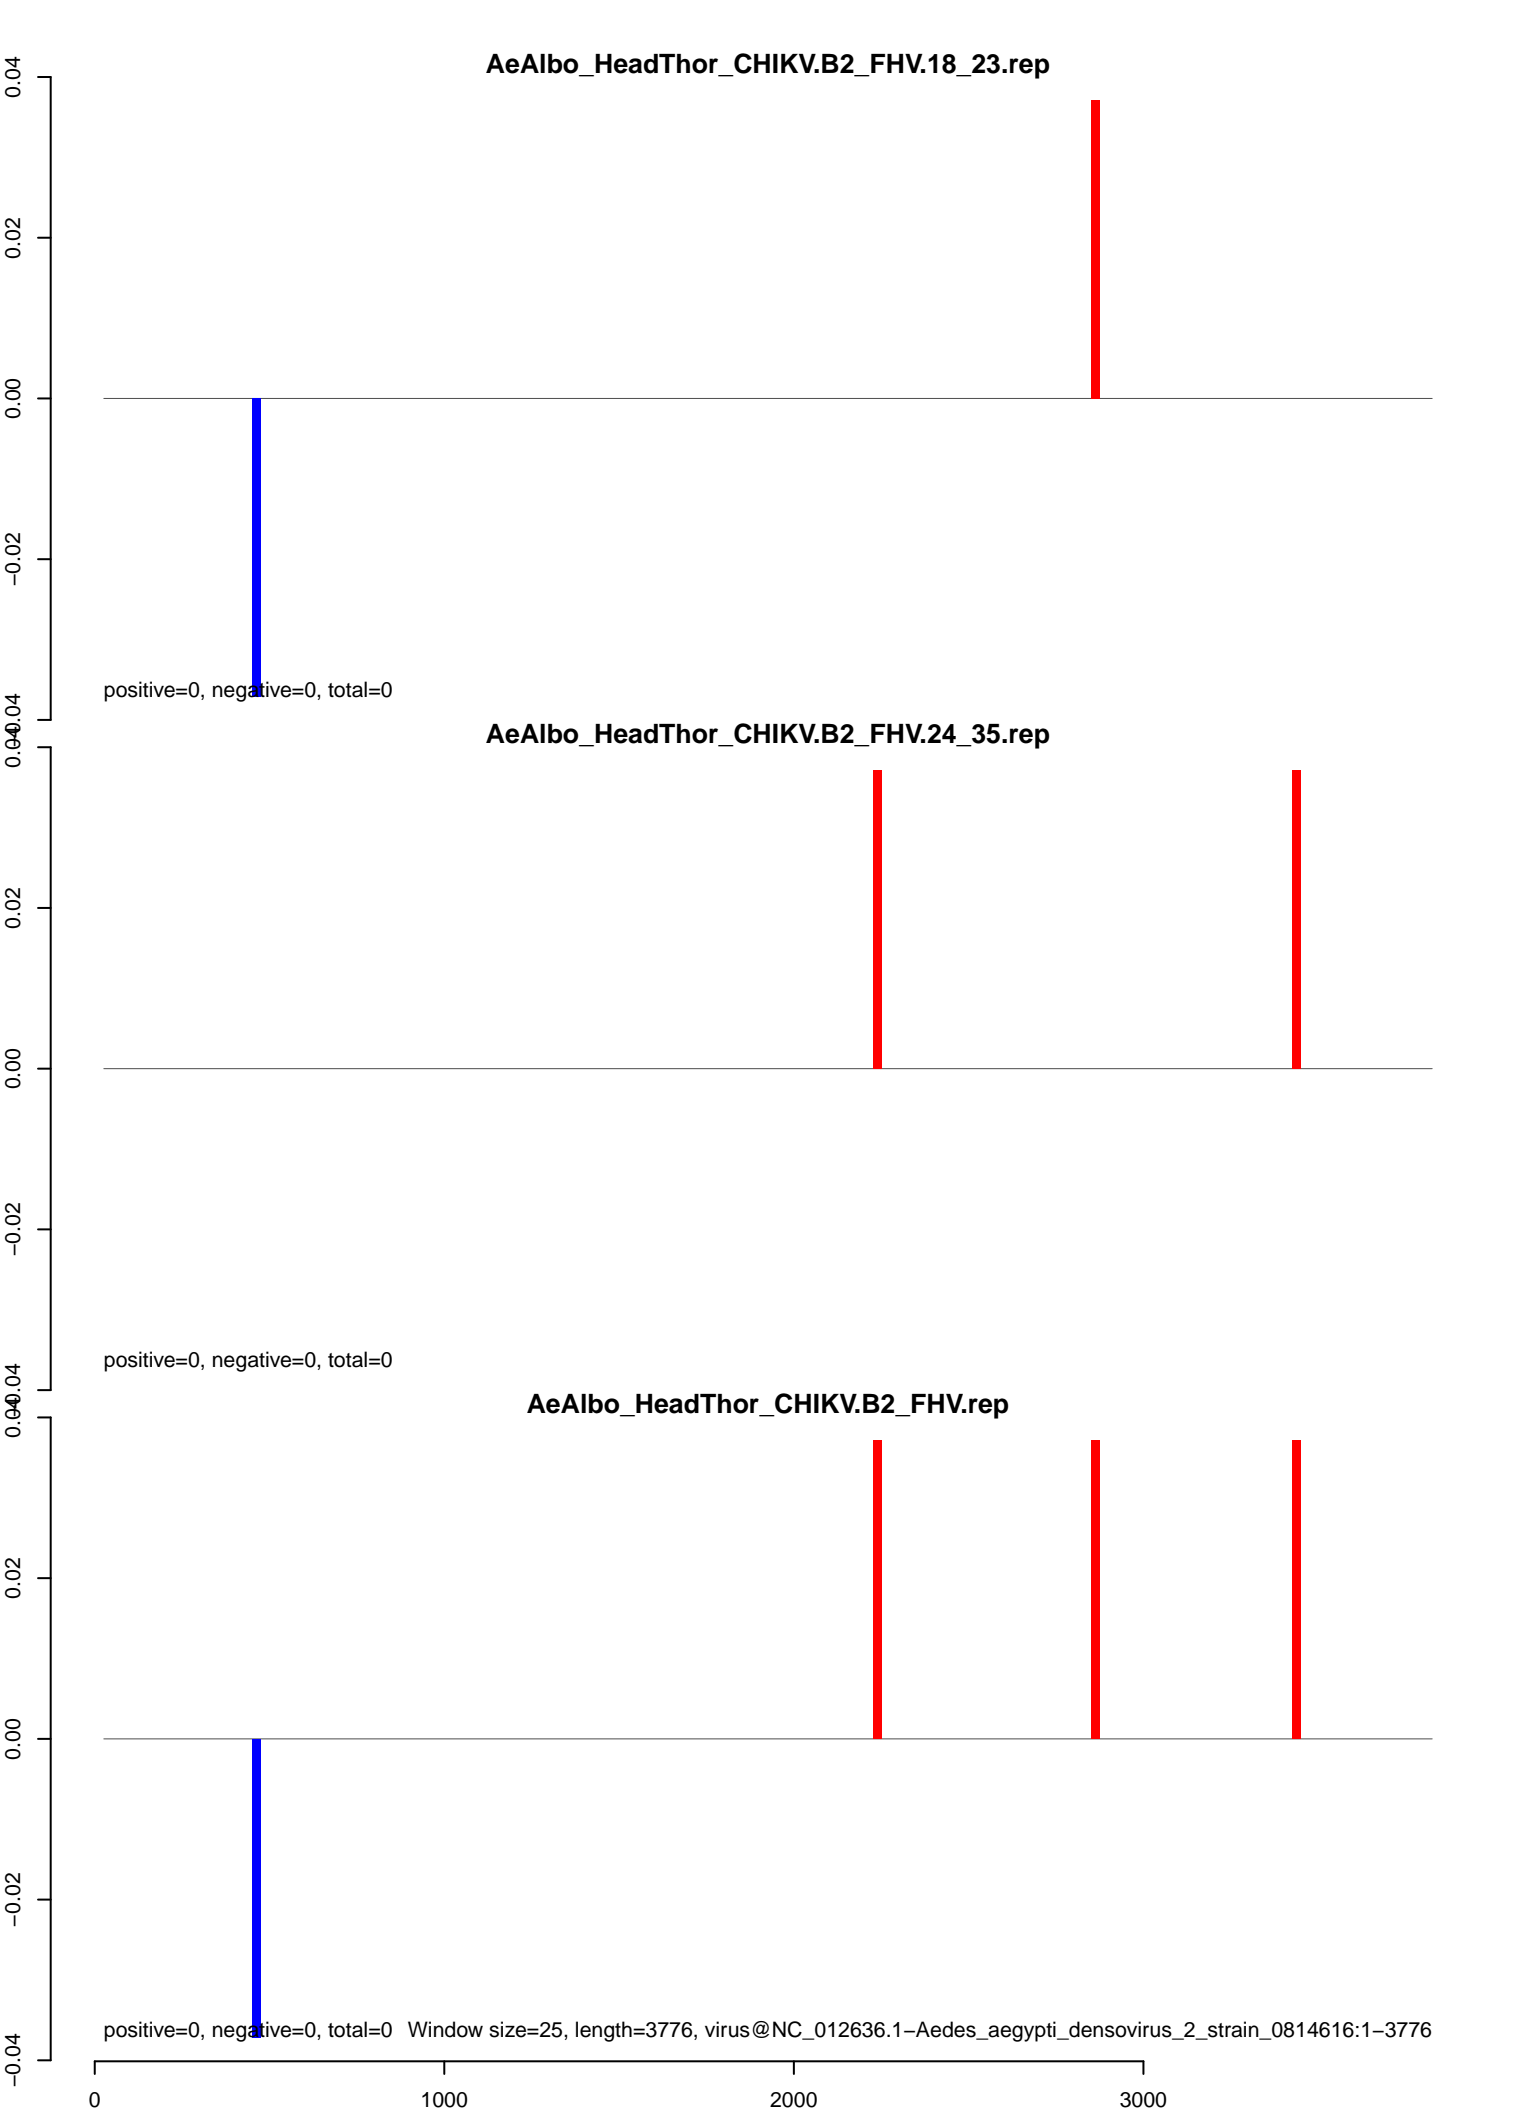 AeAlbo_HeadThor_CHIKV.B2_FHV.18_23.rep
0.04
0.02
0.00
−0.02
−0.04
positive=0, negative=0, total=0
AeAlbo_HeadThor_CHIKV.B2_FHV.24_35.rep
0.04
0.02
0.00
−0.02
−0.04
positive=0, negative=0, total=0
AeAlbo_HeadThor_CHIKV.B2_FHV.rep
0.04
0.02
0.00
−0.02
−0.04
positive=0, negative=0, total=0 Window size=25, length=3776, virus@NC_012636.1−Aedes_aegypti_densovirus_2_strain_0814616:1−3776
0 1000 2000 3000